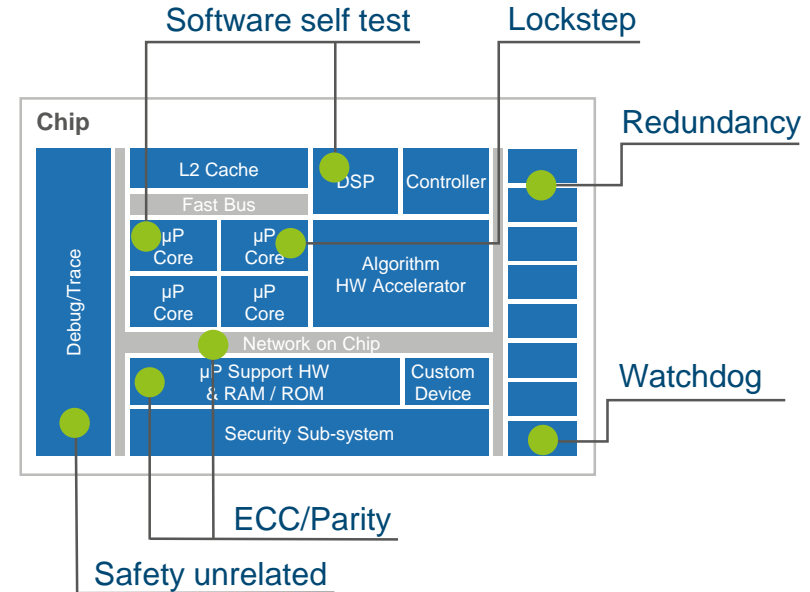 Software self test
Lockstep
Chip
Redundancy
L2 Cache
DSP
Controller
Fast Bus
µP
Core
µP
Core
Algorithm
HW Accelerator
µP
Core
µP
Core
Debug/Trace
Network on Chip
µP Support HW
& RAM / ROM
Custom
Device
Watchdog
Security Sub-system
ECC/Parity
Safety unrelated